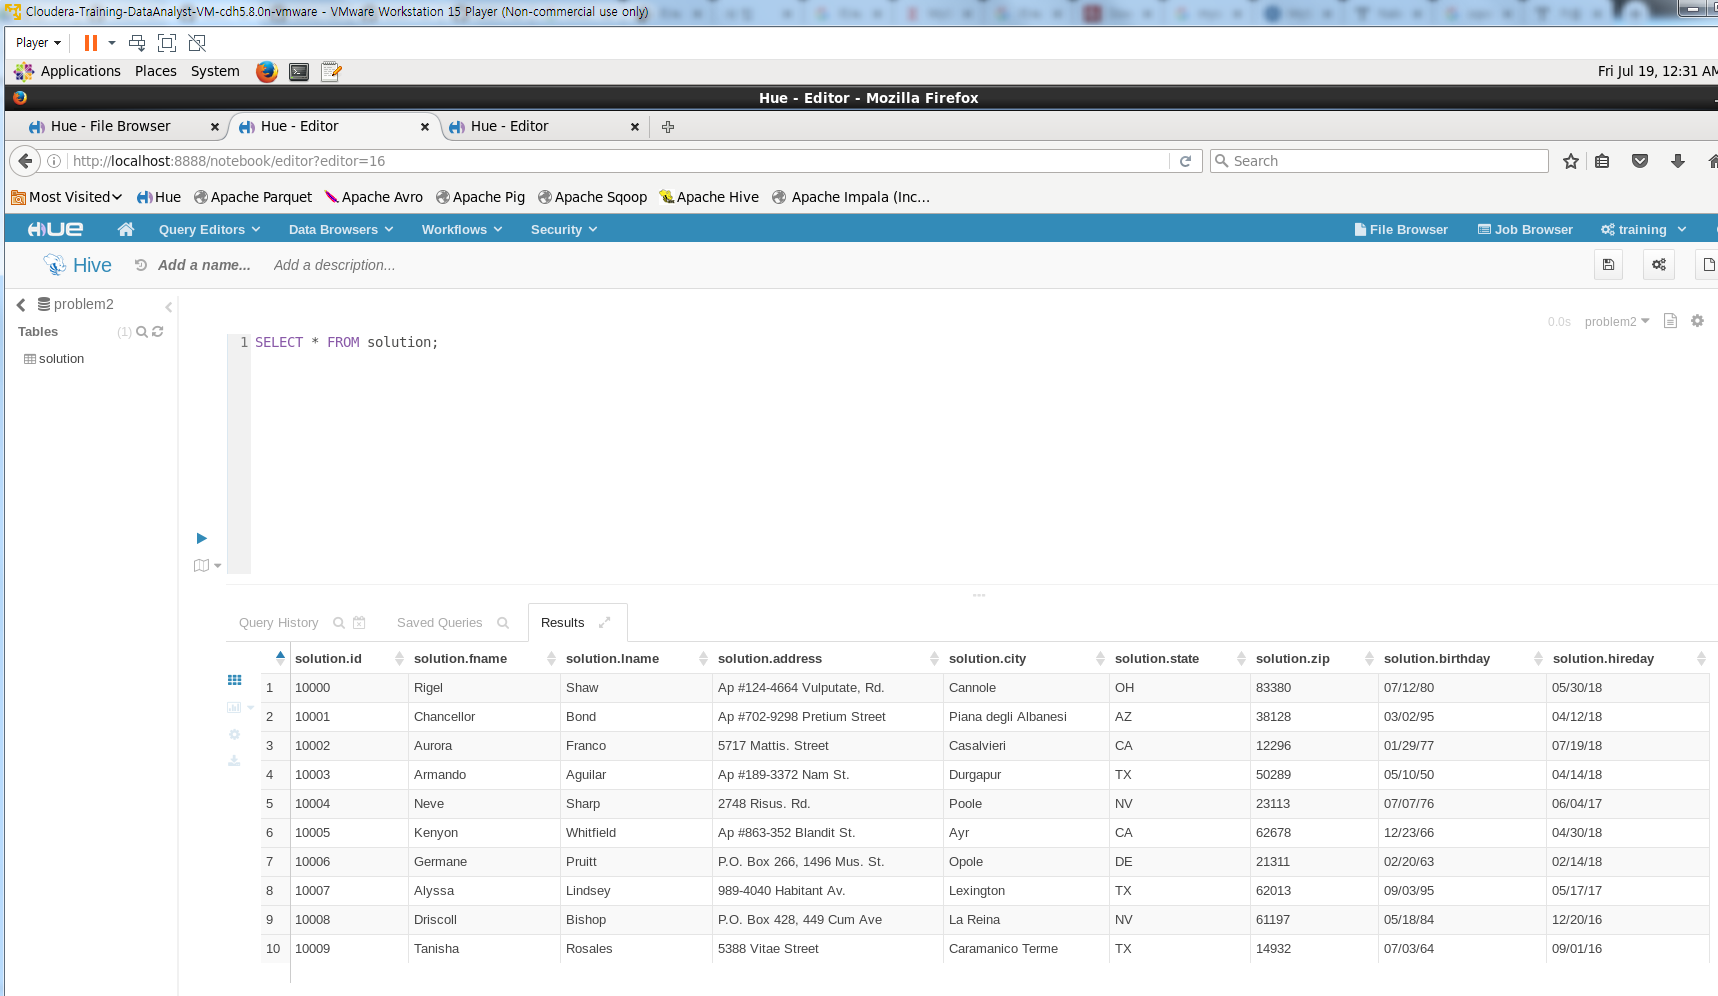 Cloudera-Training-DataAnalyst-VM-cdh5.8.0n-vmware - VMware Workstation 15 Player (Non-commercial use only)
Player
Applications Places System Fri Jul 19, 12:31 AM
Hue - Editor - Mozilla Firefox
Hue - File Browser Hue - Editor Hue - Editor
http://localhost:8888/notebook/editor?editor=16 Search
Most Visited Hue Apache Parquet Apache Avro Apache Pig Apache Sqoop Apache Hive Apache Impala (Inc...
HUE Query Editors Data Browsers Workflows Security File Browser Job Browser training
Hive Add a name... Add a description...
problem2
Tables (1)
solution
0.0s problem2
1 SELECT * FROM solution;
Query History Saved Queries Results
solution.id solution.fname solution.lname solution.address solution.city solution.state solution.zip solution.birthday solution.hireday
1 10000 Rigel Shaw Ap #124-4664 Vulputate, Rd. Cannole OH 83380 07/12/80 05/30/18
2 10001 Chancellor Bond Ap #702-9298 Pretium Street Piana degli Albanesi AZ 38128 03/02/95 04/12/18
3 10002 Aurora Franco 5717 Mattis. Street Casalvieri CA 12296 01/29/77 07/19/18
4 10003 Armando Aguilar Ap #189-3372 Nam St. Durgapur TX 50289 05/10/50 04/14/18
5 10004 Neve Sharp 2748 Risus. Rd. Poole NV 23113 07/07/76 06/04/17
6 10005 Kenyon Whitfield Ap #863-352 Blandit St. Ayr CA 62678 12/23/66 04/30/18
7 10006 Germane Pruitt P.O. Box 266, 1496 Mus. St. Opole DE 21311 02/20/63 02/14/18
8 10007 Alyssa Lindsey 989-4040 Habitant Av. Lexington TX 62013 09/03/95 05/17/17
9 10008 Driscoll Bishop P.O. Box 428, 449 Cum Ave La Reina NV 61197 05/18/84 12/20/16
10 10009 Tanisha Rosales 5388 Vitae Street Caramanico Terme TX 14932 07/03/64 09/01/16